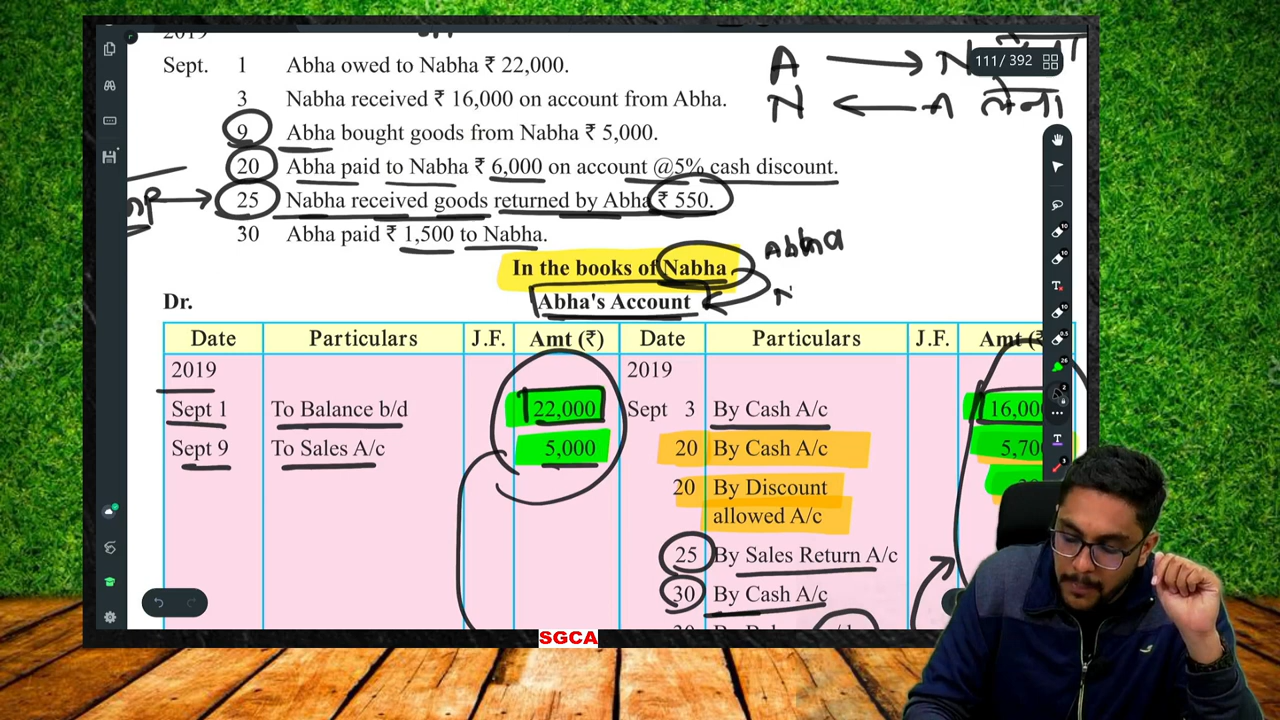 2019
111/392
Sept. 1 Abha owed to Nabha ₹ 22,000.
A → N
3 Nabha received ₹ 16,000 on account from Abha.
N ← A लेना
9 Abha bought goods from Nabha ₹ 5,000.
20 Abha paid to Nabha ₹ 6,000 on account @5% cash discount.
25 Nabha received goods returned by Abha ₹ 550.
30 Abha paid ₹ 1,500 to Nabha.
Abha
In the books of Nabha
N
Dr. Abha's Account
Date Particulars J.F. Amt (₹) Date Particulars J.F. Amt (₹
2019 2019
Sept 1 To Balance b/d 22,000 Sept 3 By Cash A/c 16,00
Sept 9 To Sales A/c 5,000 20 By Cash A/c 5,70
20 By Discount
allowed A/c
25 By Sales Return A/c
30 By Cash A/c
SGCA